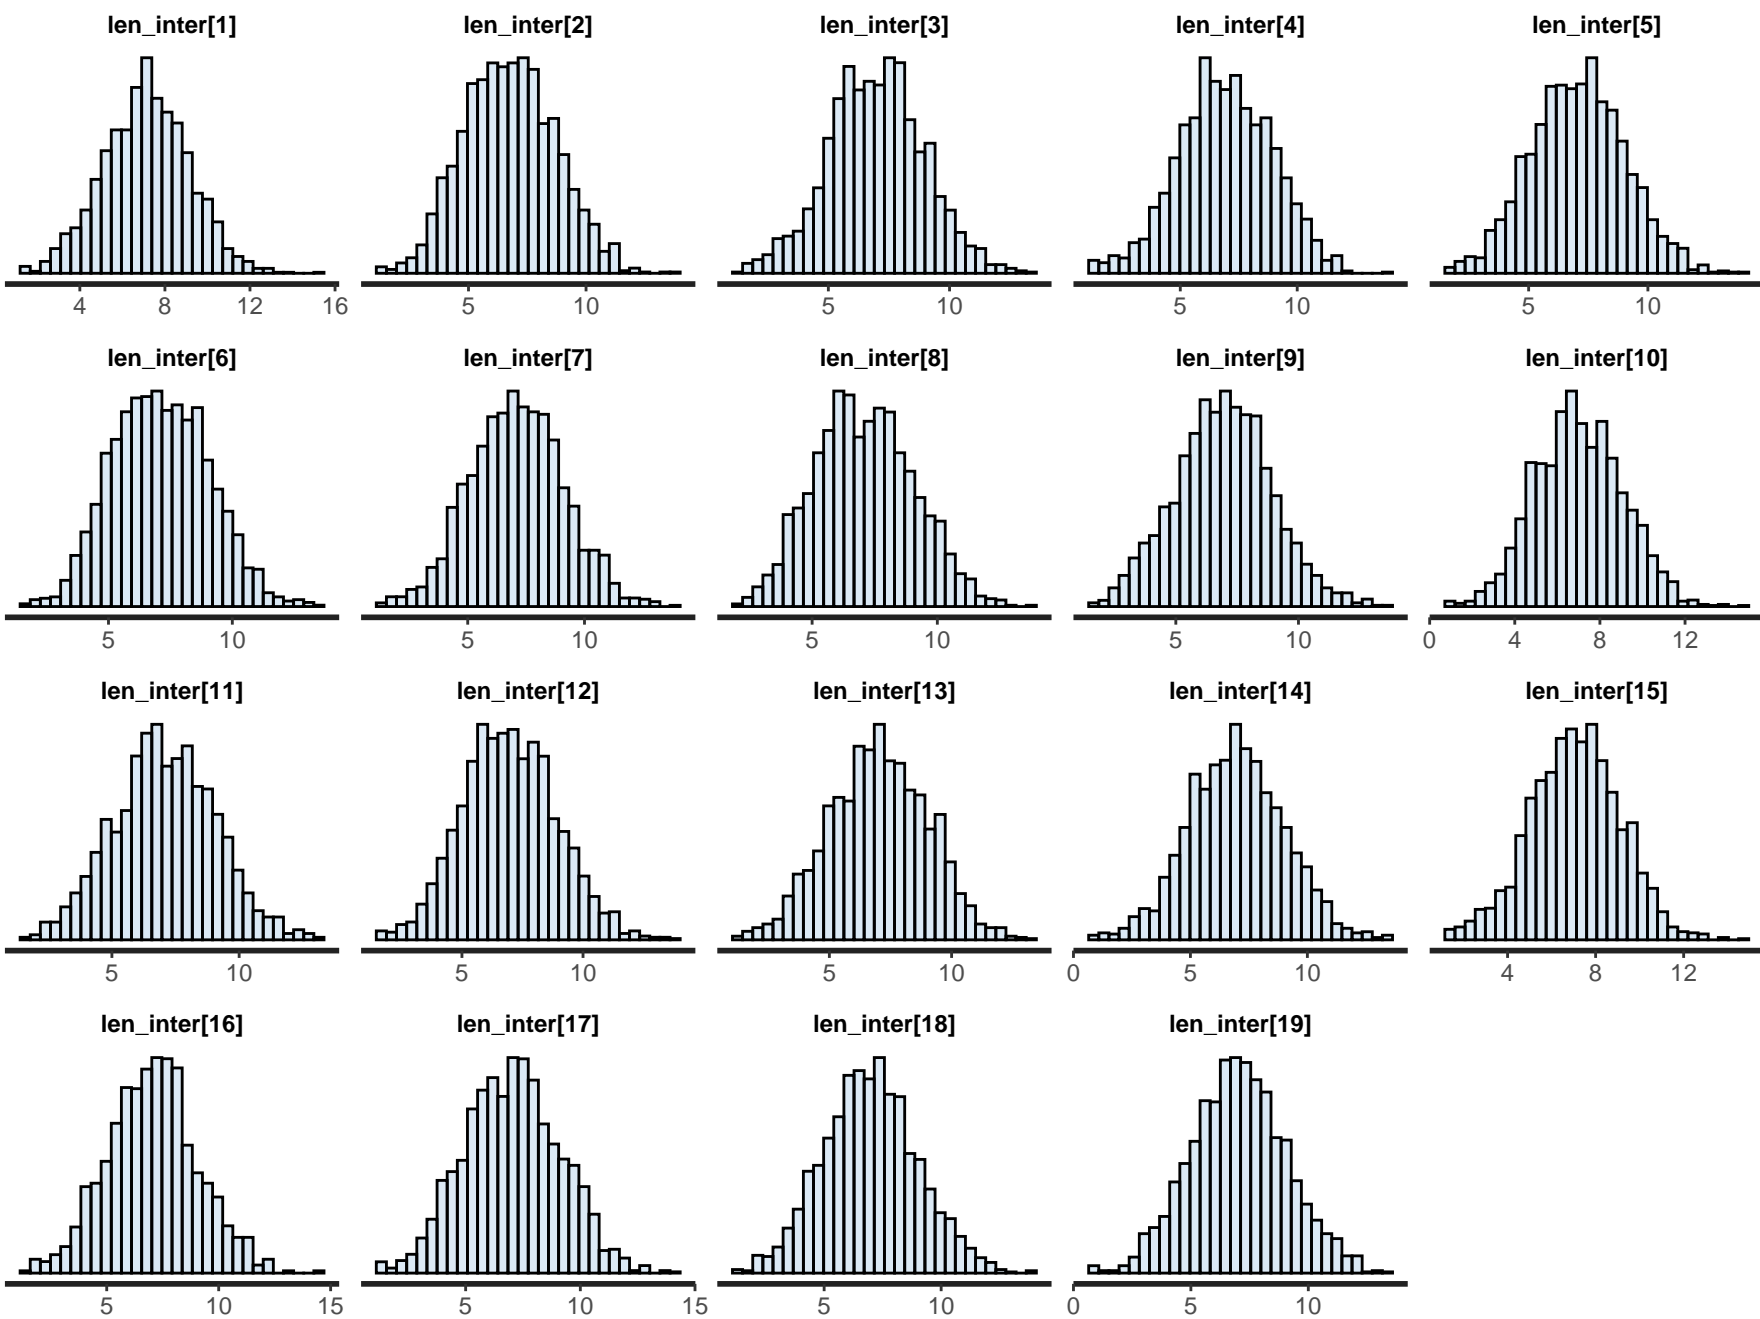 len_inter[1] len_inter[2] len_inter[3] len_inter[4] len_inter[5]
4 8 12 16 5 10 5 10 5 10 5 10
len_inter[6] len_inter[7] len_inter[8] len_inter[9] len_inter[10]
5 10 5 10 5 10 5 10 0 4 8 12
len_inter[11] len_inter[12] len_inter[13] len_inter[14] len_inter[15]
5 10 5 10 5 10 0 5 10 4 8 12
len_inter[16] len_inter[17] len_inter[18] len_inter[19]
5 10 15 5 10 15 5 10 0 5 10